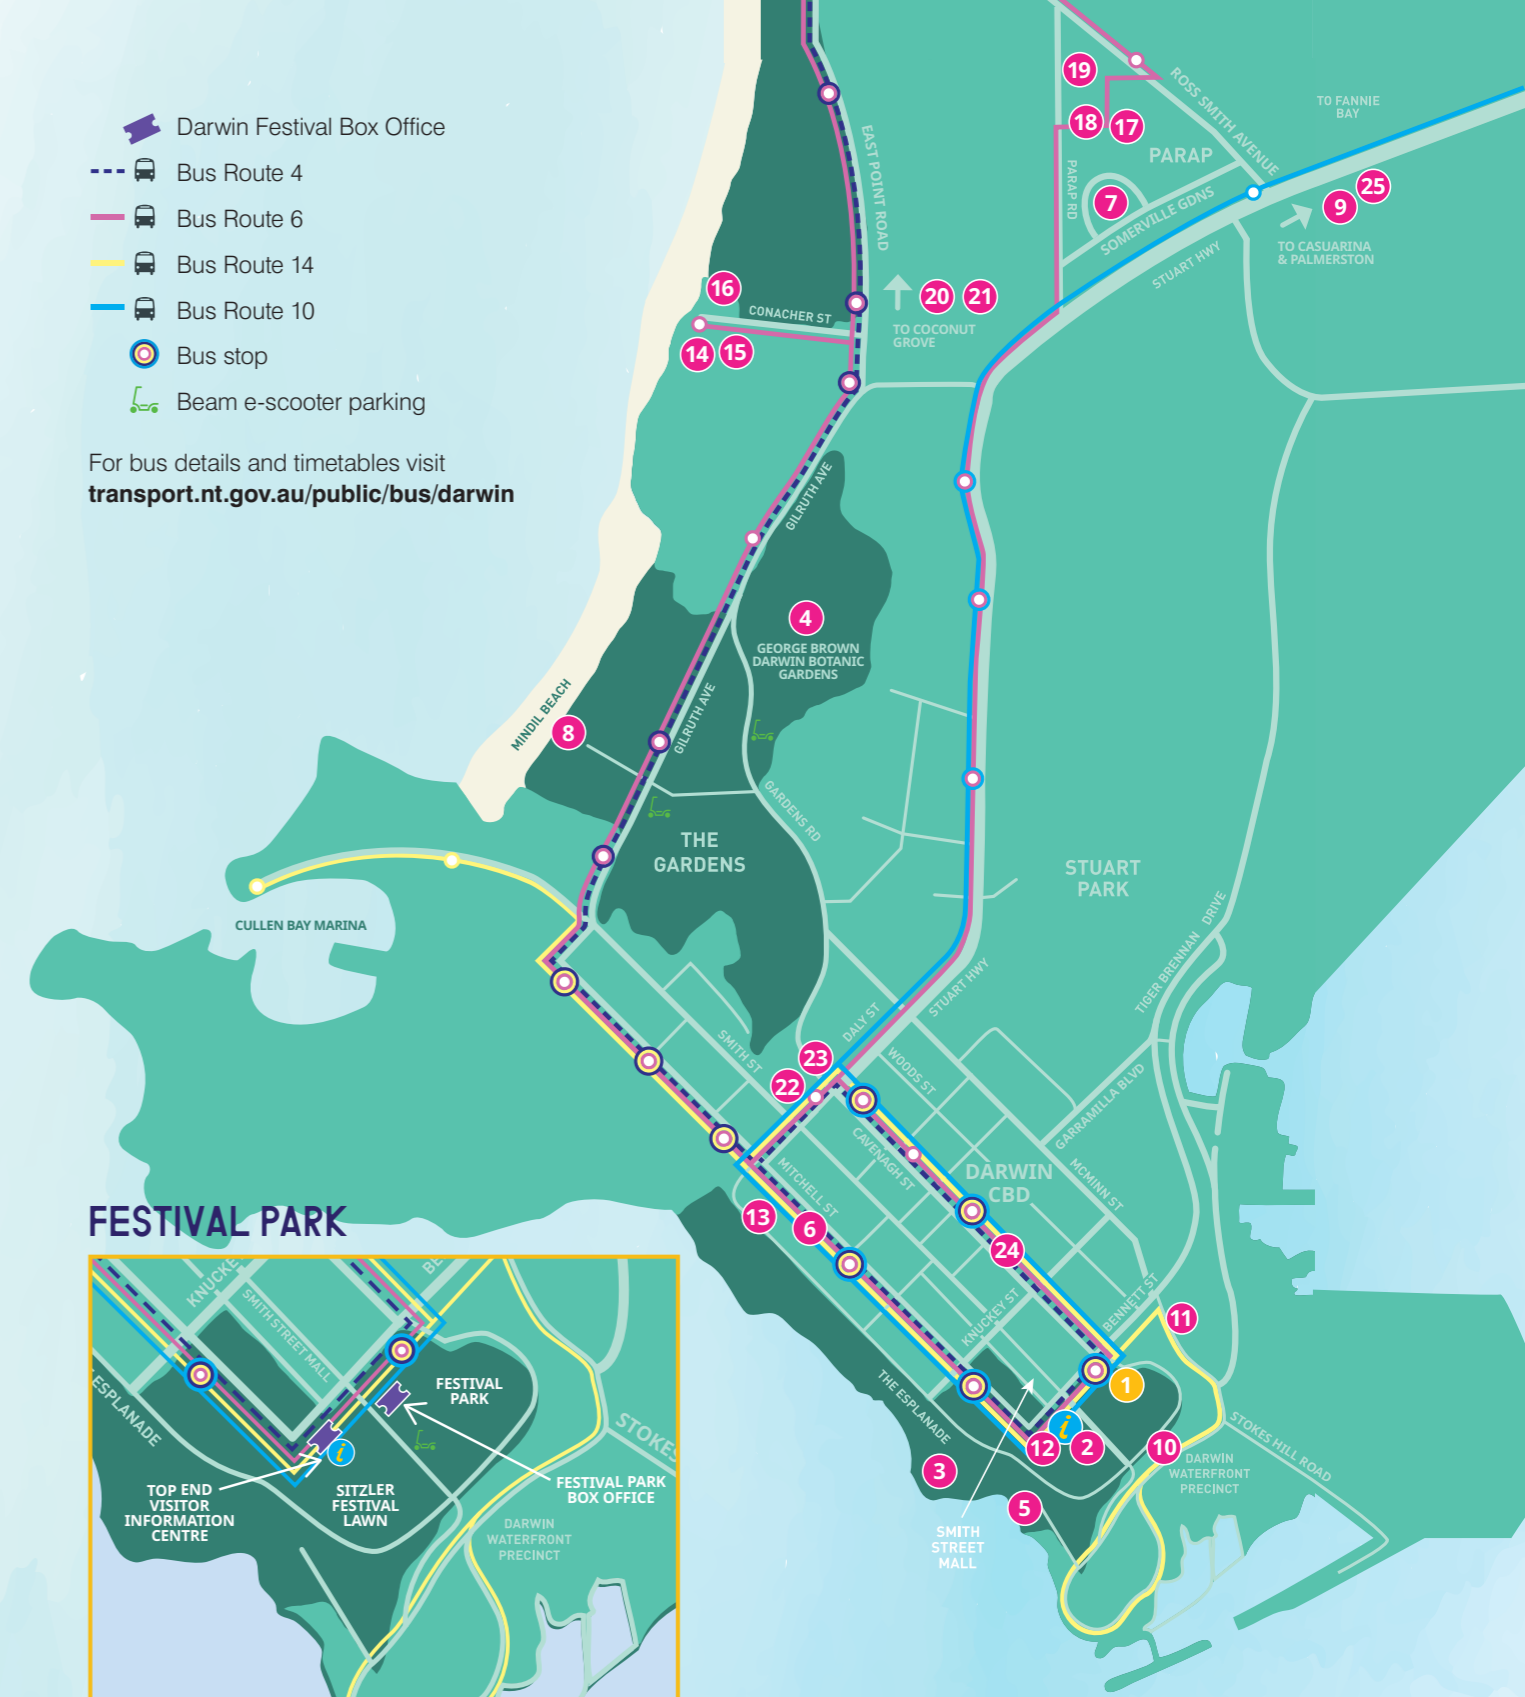 Darwin Festival Box Office
Bus Route 4
Bus Route 6
Bus Route 14
Bus Route 10
Bus stop
Beam e-scooter parking
For bus details and timetables visit
transport.nt.gov.au/public/bus/darwin
19
ROSS SMITH AVENUE
TO FANNIE
BAY
18
17
PARAP
PARAP RD
7
SOMERVILLE GDNS
25
9
TO CASUARINA
& PALMERSTON
STUART HWY
EAST POINT ROAD
16
CONACHER ST
20
21
TO COCONUT
GROVE
14
15
GILRUTH AVE
4
GEORGE BROWN
DARWIN BOTANIC
GARDENS
MINDIL BEACH
8
GILRUTH AVE
GARDENS RD
THE
GARDENS
STUART
PARK
CULLEN BAY MARINA
TIGER BRENNAN DRIVE
STUART HWY
DALY ST
SMITH ST
23
22
WOODS ST
GARRAMILLA BLVD
CAVENAGH ST
MCMINN ST
DARWIN
CBD
MITCHELL ST
13
6
24
KNUCKEY ST
BENNETT ST
11
THE ESPLANADE
1
i
12
2
10
STOKES HILL ROAD
DARWIN
WATERFRONT
PRECINCT
3
5
SMITH
STREET
MALL
FESTIVAL PARK
KNUCKE
BE
SMITH STREET MALL
ESPLANADE
FESTIVAL
PARK
STOKES
i
TOP END
VISITOR
INFORMATION
CENTRE
SITZLER
FESTIVAL
LAWN
FESTIVAL PARK
BOX OFFICE
DARWIN
WATERFRONT
PRECINCT